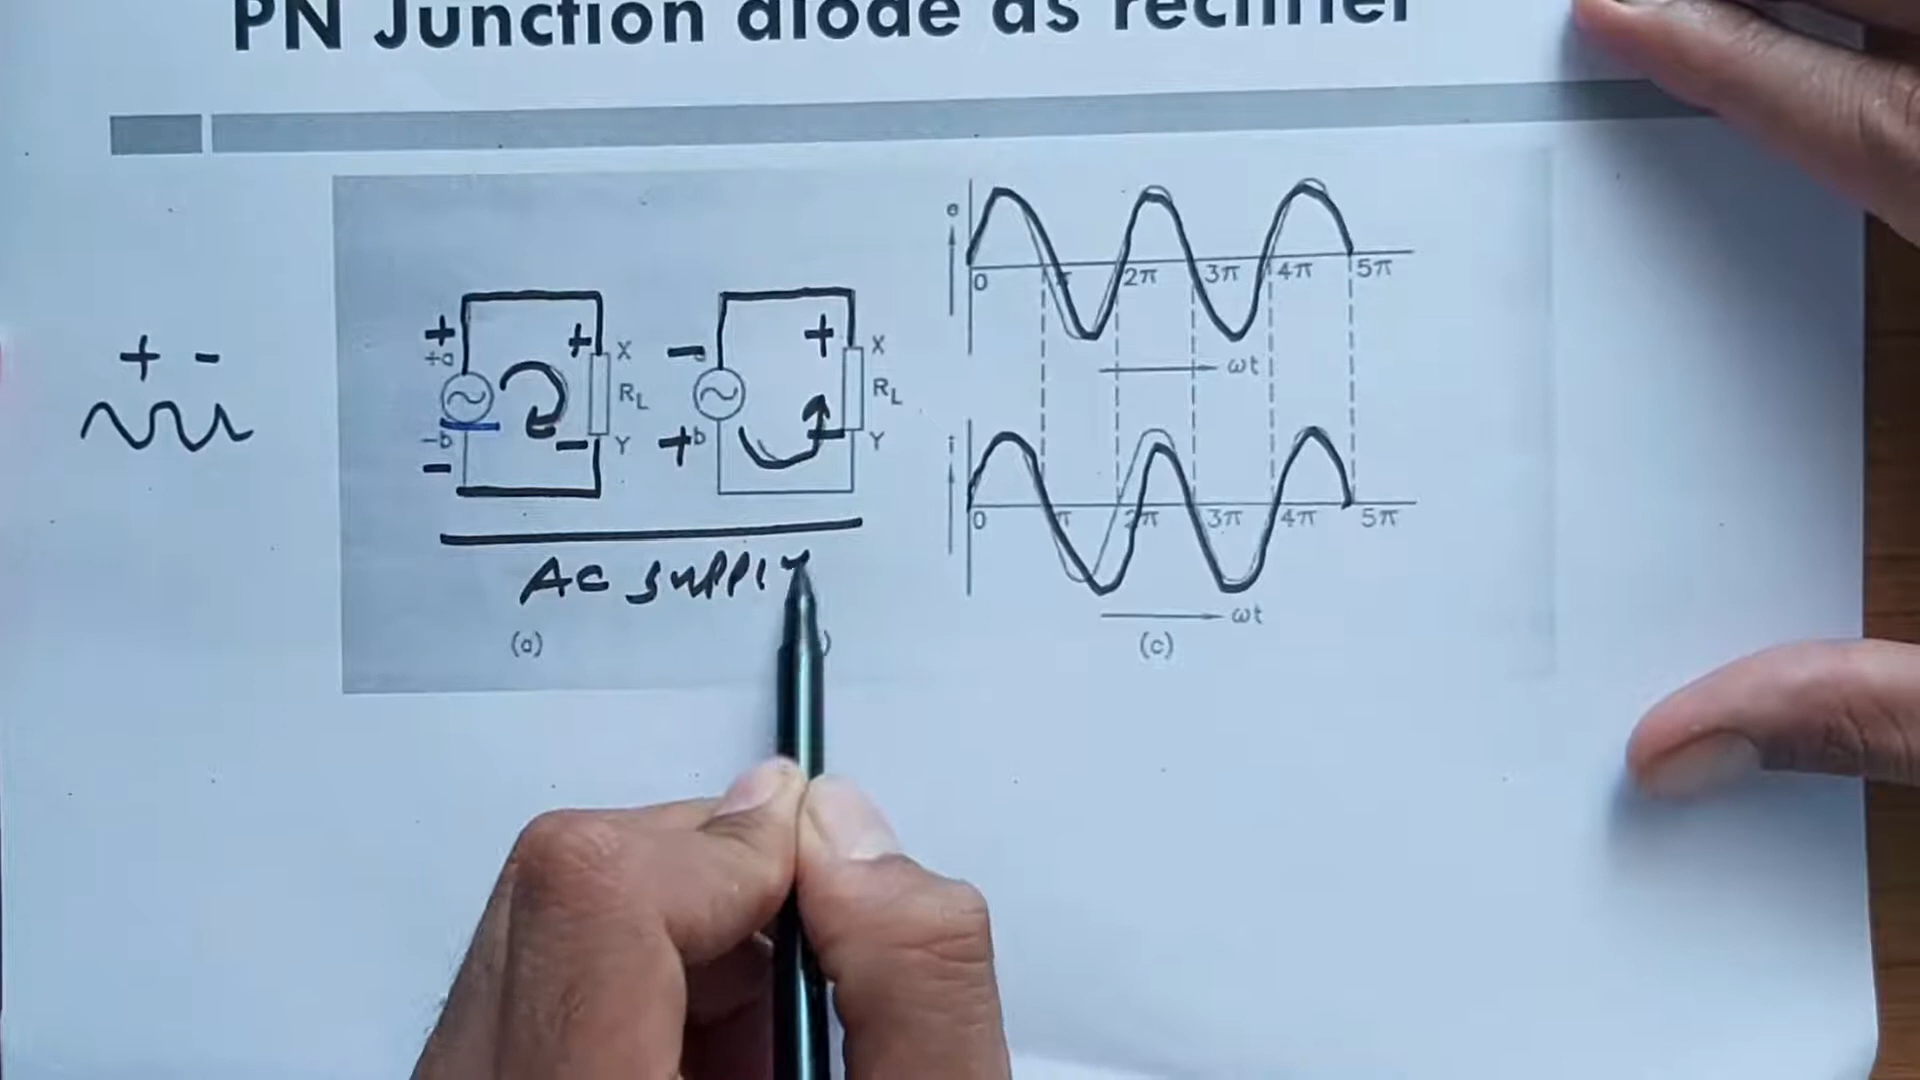 PN Junction diode as rectifier
+ -
+ + - +
+a X a X
RL RL
-b - Y + b - Y
-
AC supply
(a) )
e
0 π 2π 3π 4π 5π
ωt
i
0 π 2π 3π 4π 5π
ωt
(c)